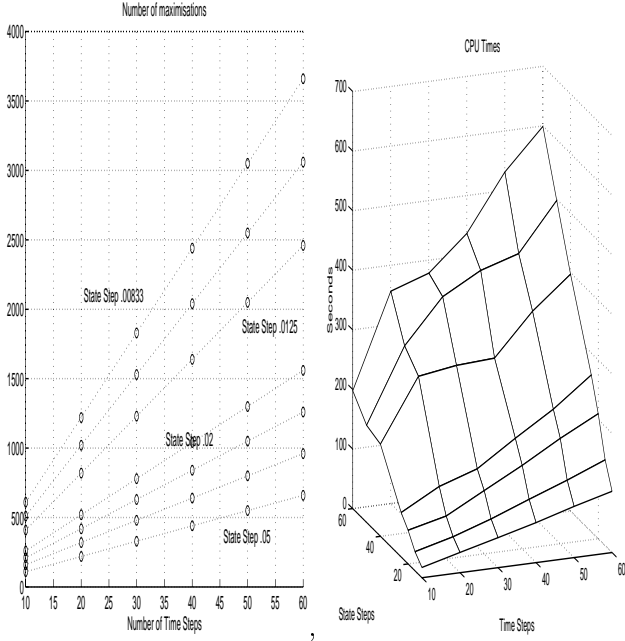 Number of maximisations
4000
3500
3000
2500
2000
1500
1000
500
0
State Step .00833
State Step .0125
State Step .02
State Step .05
10 15 20 25 30 35 40 45 50 55 60
Number of Time Steps
,
CPU Times
700
600
500
400
300
200
100
0
Seconds
60
40
20
State Steps
10 20 30 40 50 60
Time Steps